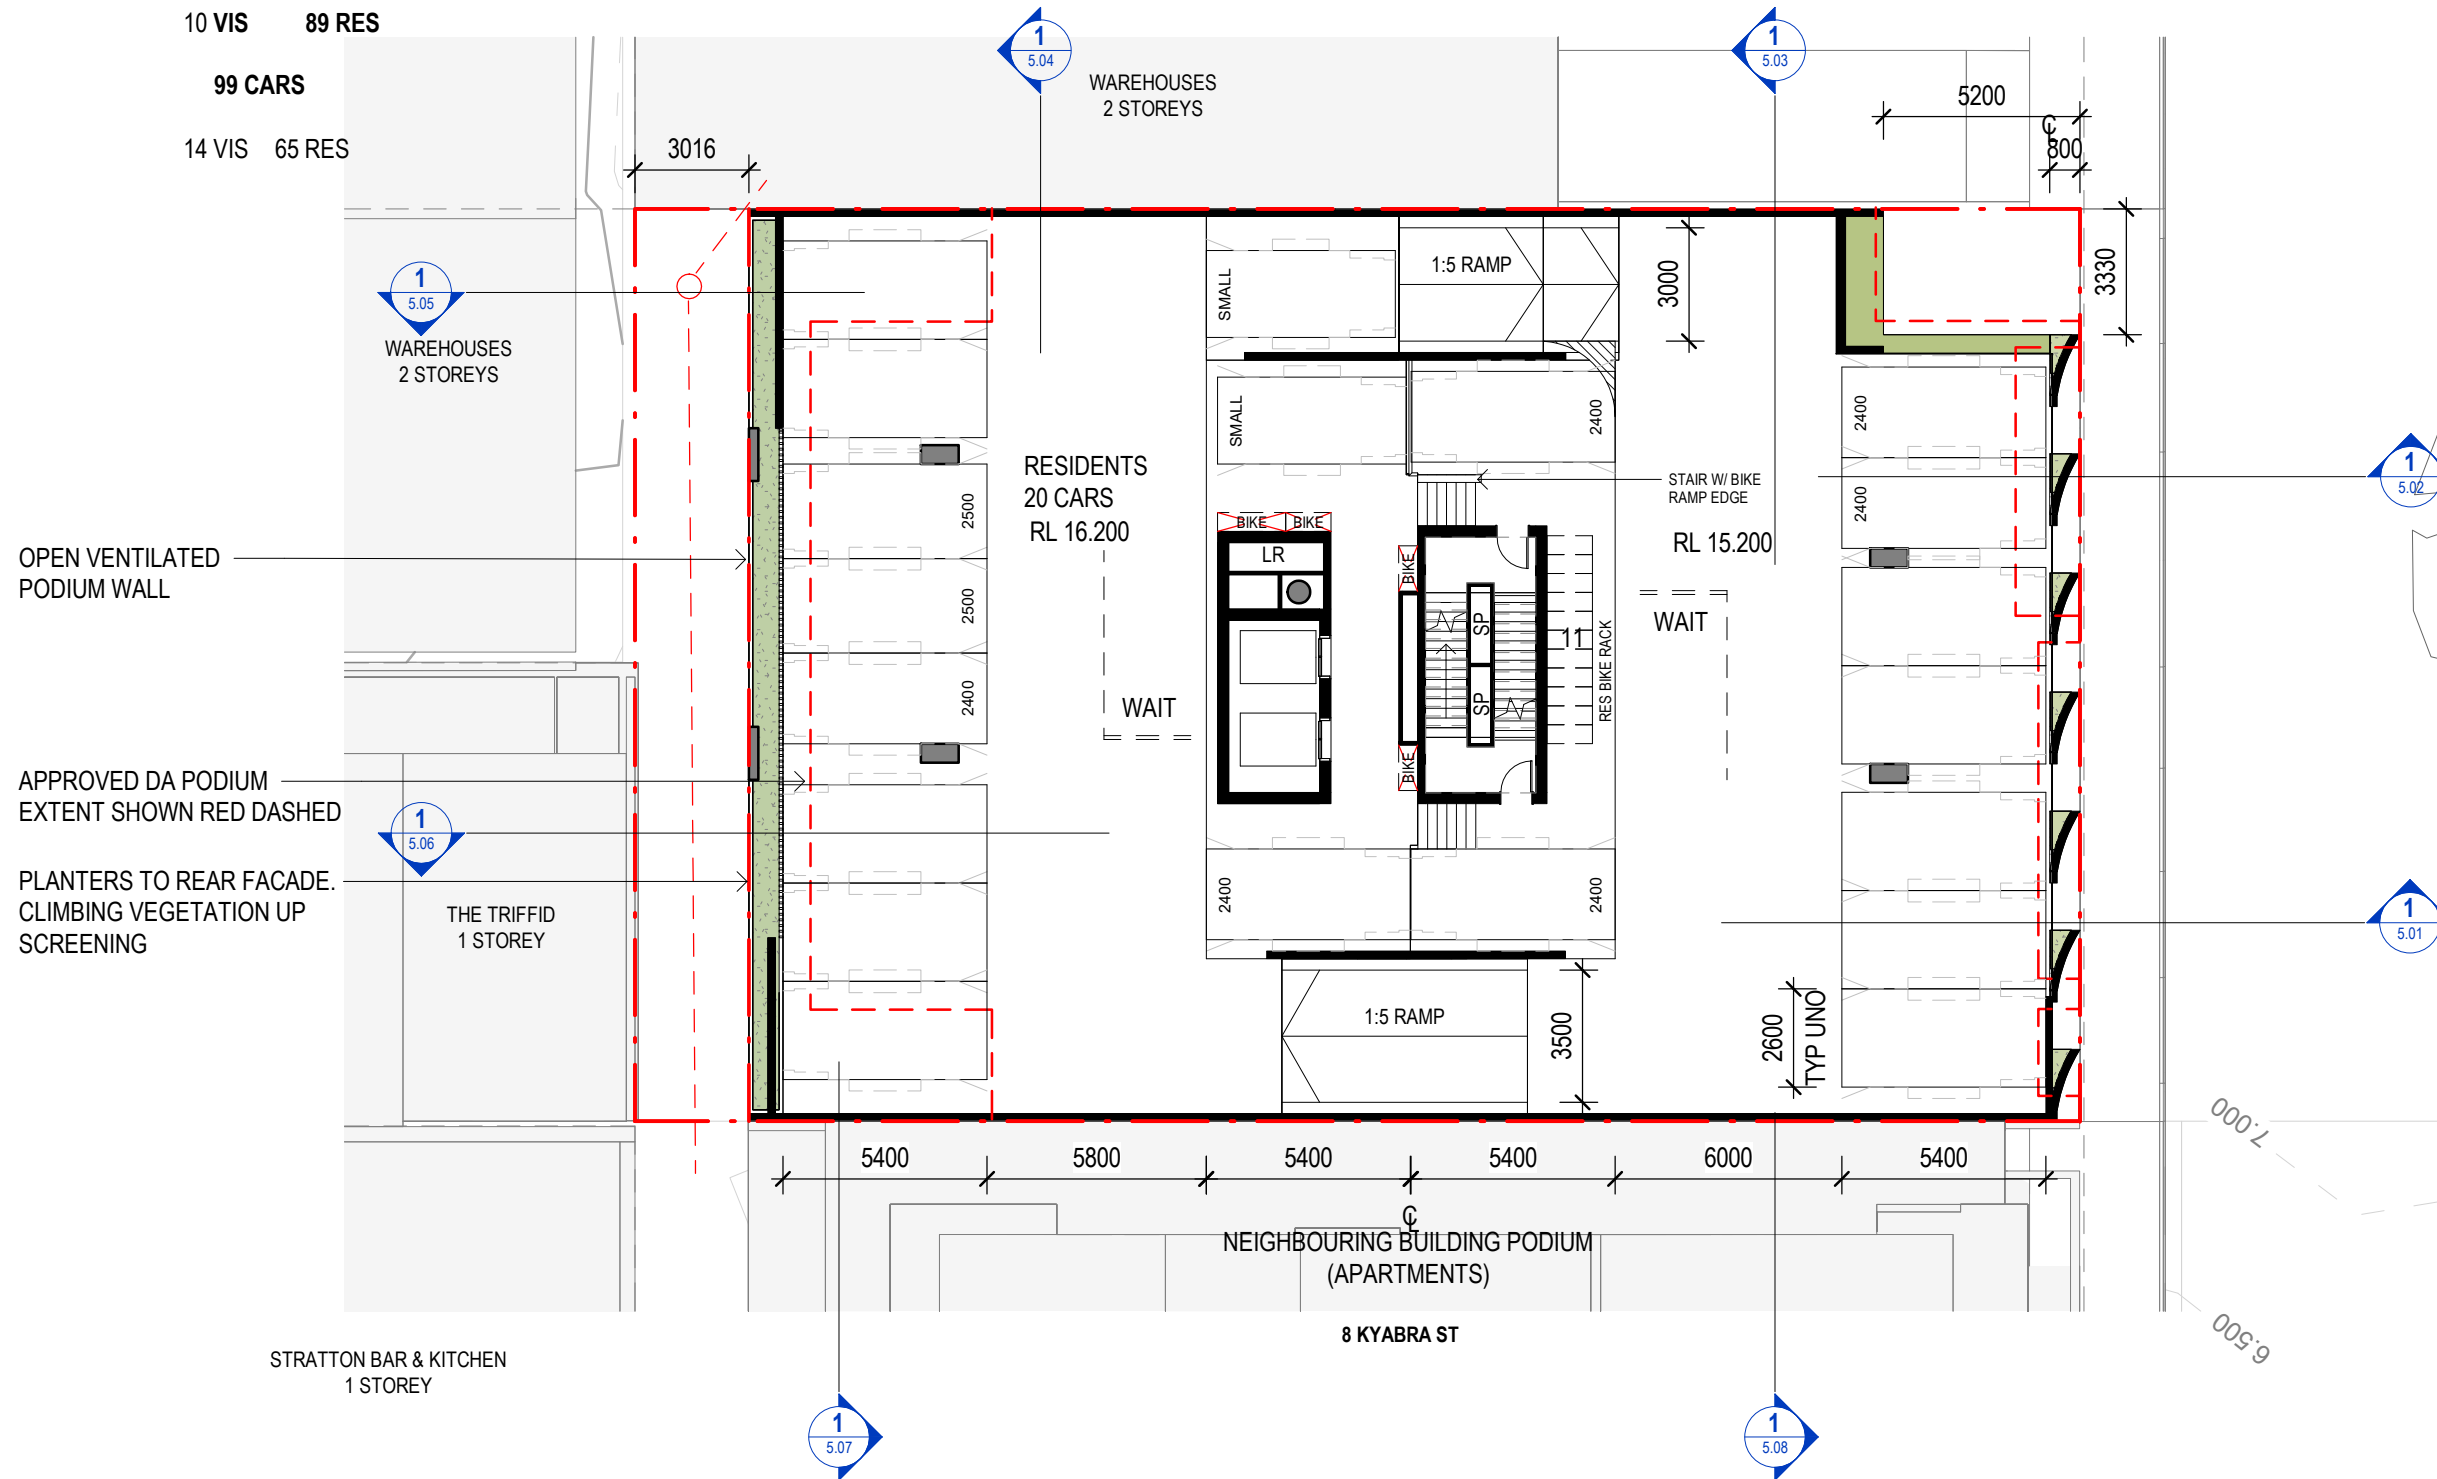 10 VIS 89 RES
99 CARS
14 VIS 65 RES
1
5.04
WAREHOUSES
2 STOREYS
1
5.03
5200
℄
800
3016
3330
1
5.05
WAREHOUSES
2 STOREYS
SMALL
1:5 RAMP
3000
SMALL
2400
2400
2400
RESIDENTS
20 CARS
RL 16.200
2500
2500
2400
STAIR W/ BIKE
RAMP EDGE
RL 15.200
1
5.02
BIKE
BIKE
LR
BIKE
SP
SP
BIKE
11
RES BIKE RACK
WAIT
WAIT
OPEN VENTILATED
PODIUM WALL
APPROVED DA PODIUM
EXTENT SHOWN RED DASHED
1
5.06
PLANTERS TO REAR FACADE.
CLIMBING VEGETATION UP
SCREENING
THE TRIFFID
1 STOREY
2400
2400
1
5.01
1:5 RAMP
3500
2600
TYP UNO
5400
5800
5400
5400
6000
5400
℄
NEIGHBOURING BUILDING PODIUM
(APARTMENTS)
8 KYABRA ST
7.000
6.500
STRATTON BAR & KITCHEN
1 STOREY
1
5.07
1
5.08